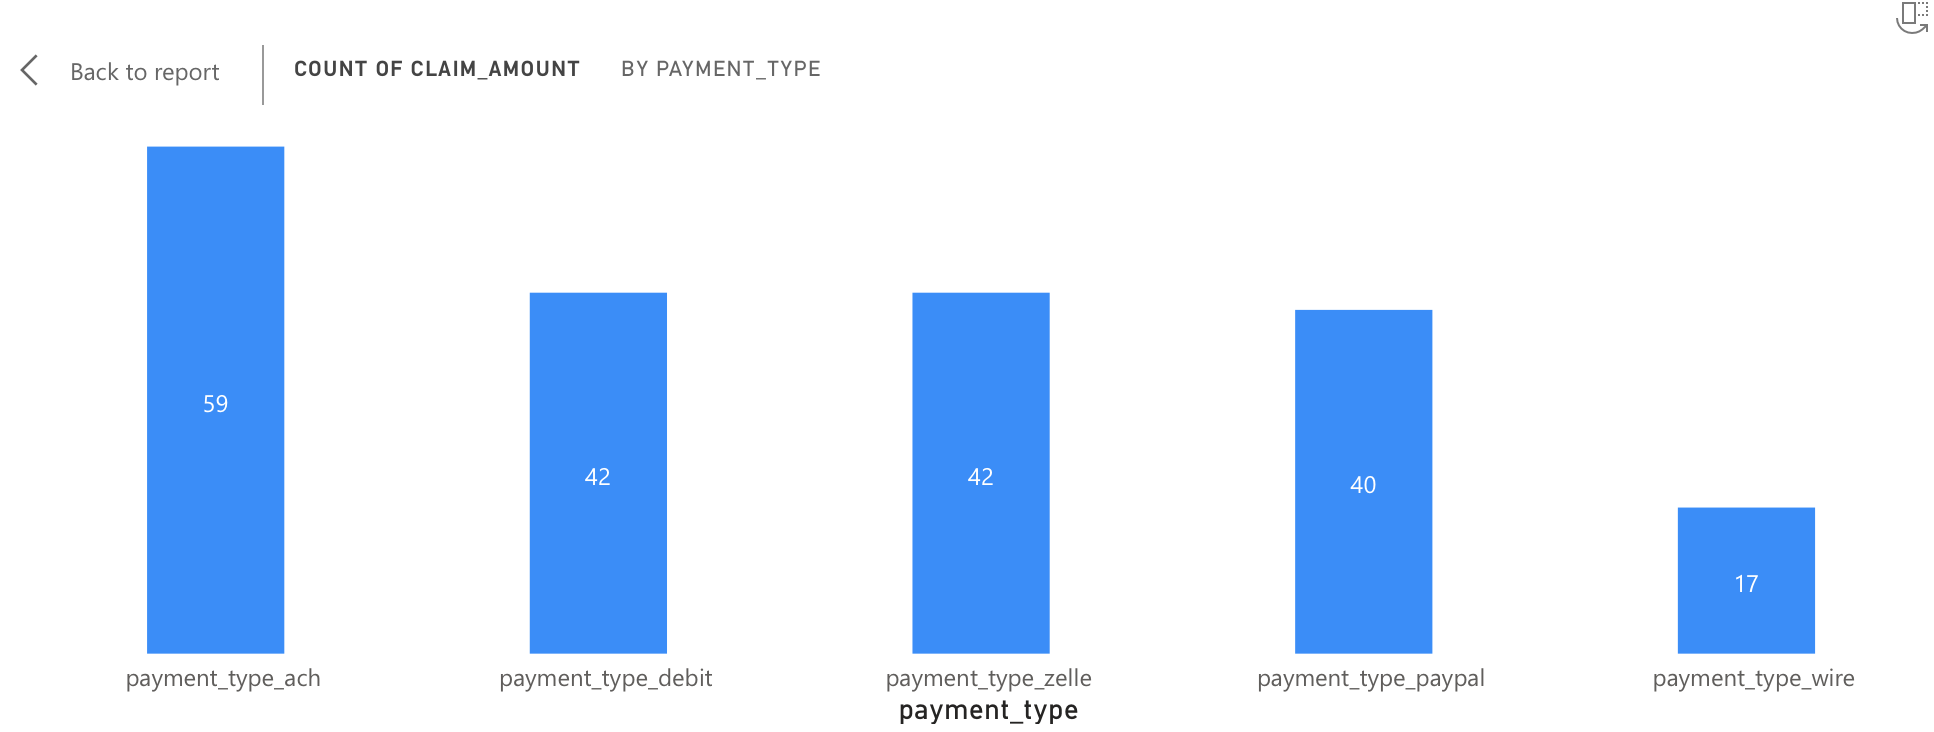 Back to report
COUNT OF CLAIM_AMOUNT BY PAYMENT_TYPE
59
42
42
40
17
payment_type_ach
payment_type_debit
payment_type_zelle
payment_type_paypal
payment_type_wire
payment_type